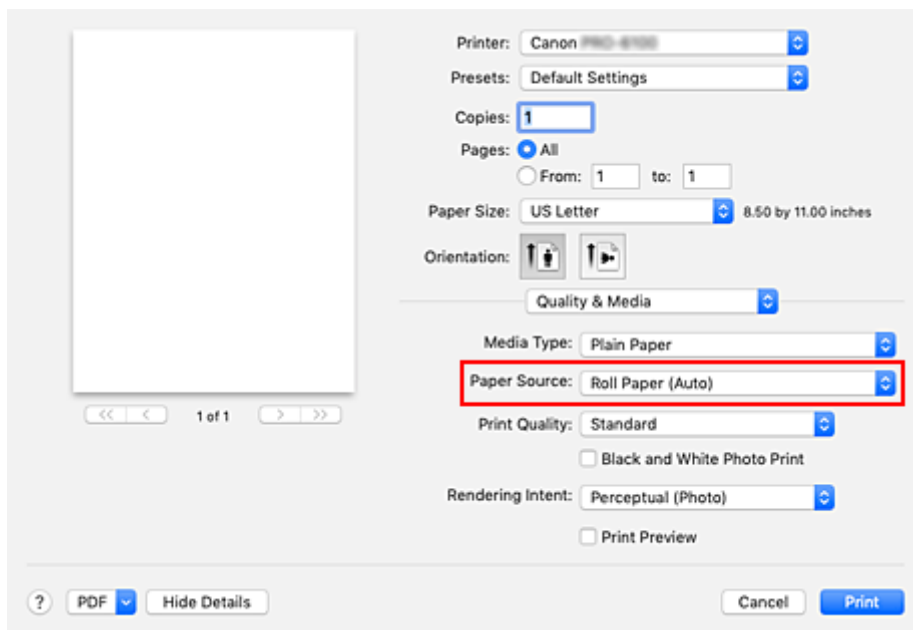 Printer: Canon
Presets: Default Settings
Copies: 1
Pages: All
From: 1 to: 1
Paper Size: US Letter 8.50 by 11.00 inches
Orientation:
Quality & Media
Media Type: Plain Paper
Paper Source: Roll Paper (Auto)
<< < 1 of 1 > >>
Print Quality: Standard
Black and White Photo Print
Rendering Intent: Perceptual (Photo)
Print Preview
? PDF Hide Details Cancel Print